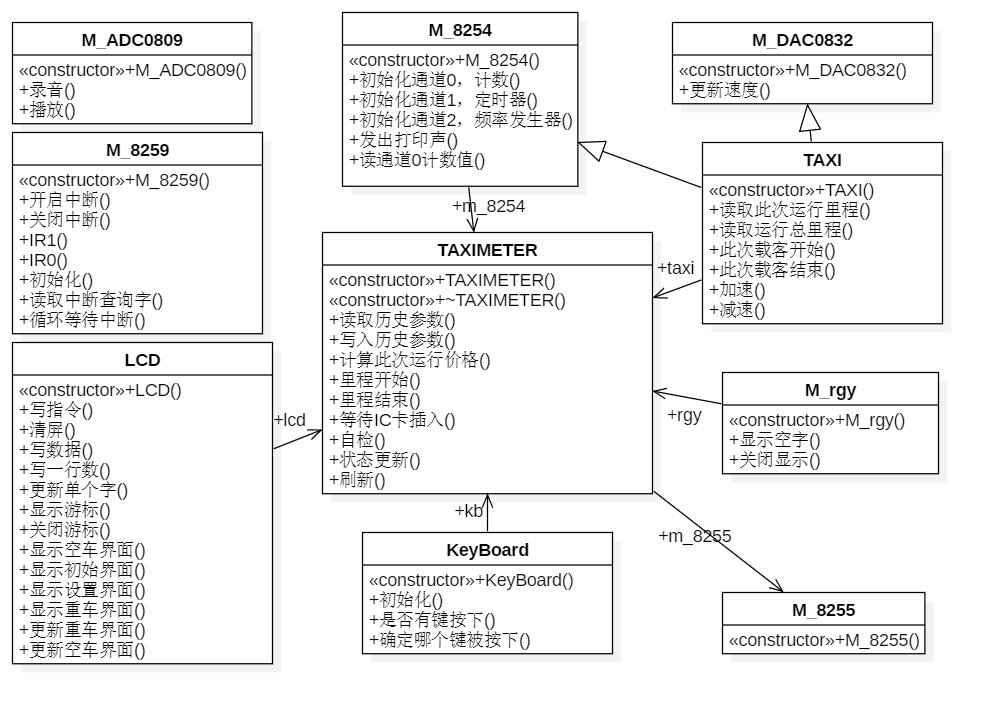 M_ADC0809
«constructor»+M_ADC0809()
+录音()
+播放()
M_8254
«constructor»+M_8254()
+初始化通道0，计数()
+初始化通道1，定时器()
+初始化通道2，频率发生器()
+发出打印声()
+读通道0计数值()
M_DAC0832
«constructor»+M_DAC0832()
+更新速度()
M_8259
«constructor»+M_8259()
+开启中断()
+关闭中断()
+IR1()
+IR0()
+初始化()
+读取中断查询字()
+循环等待中断()
TAXI
«constructor»+TAXI()
+读取此次运行里程()
+读取运行总里程()
+此次载客开始()
+此次载客结束()
+加速()
+减速()
+m_8254
+taxi
TAXIMETER
«constructor»+TAXIMETER()
«constructor»+~TAXIMETER()
+读取历史参数()
+写入历史参数()
+计算此次运行价格()
+里程开始()
+里程结束()
+等待IC卡插入()
+自检()
+状态更新()
+刷新()
LCD
«constructor»+LCD()
+写指令()
+清屏()
+写数据()
+写一行数()
+更新单个字()
+显示游标()
+关闭游标()
+显示空车界面()
+显示初始界面()
+显示设置界面()
+显示重车界面()
+更新重车界面()
+更新空车界面()
+lcd
+rgy
M_rgy
«constructor»+M_rgy()
+显示空字()
+关闭显示()
+kb
+m_8255
KeyBoard
«constructor»+KeyBoard()
+初始化()
+是否有键按下()
+确定哪个键被按下()
M_8255
«constructor»+M_8255()